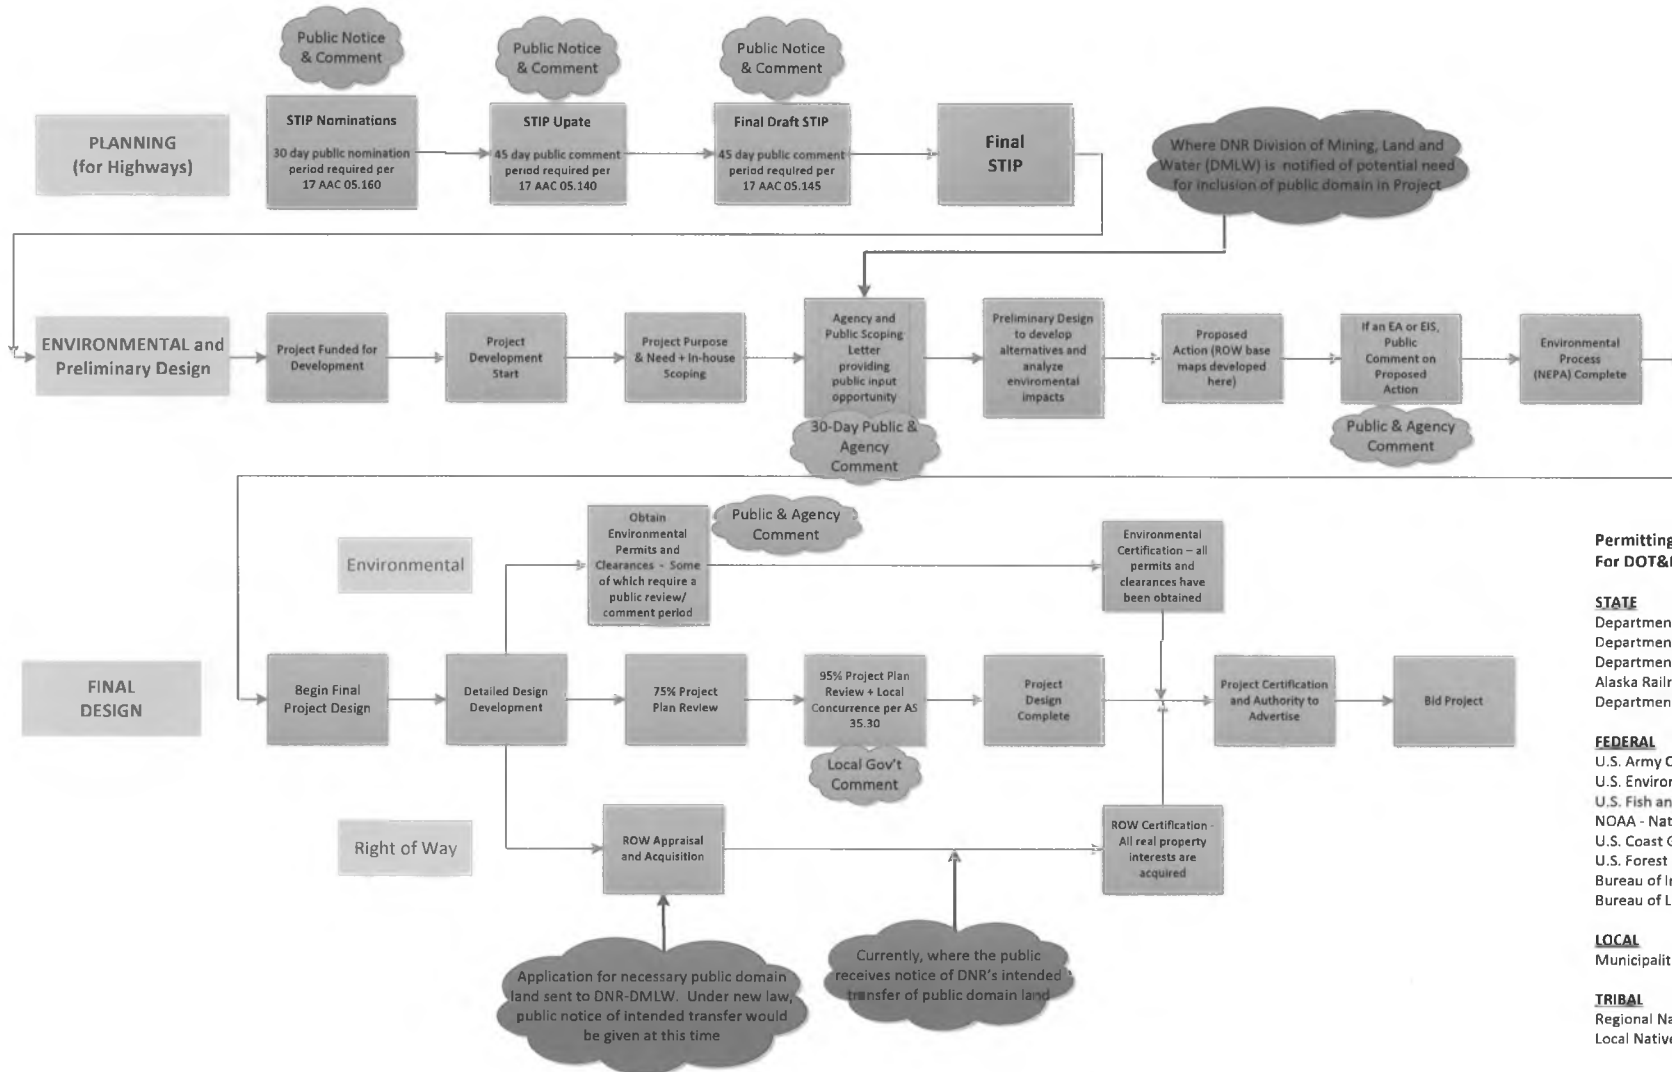 Public Notice
& Comment
Public Notice
& Comment
Public Notice
& Comment
PLANNING
(for Highways)
STIP Nominations
30 day public nomination
period required per
17 AAC 05.160
STIP Upate
45 day public comment
period required per
17 AAC 05.140
Final Draft STIP
45 day public comment
period required per
17 AAC 05.145
Final
STIP
Where DNR Division of Mining, Land and
Water (DMLW) is notified of potential need
for inclusion of public domain in Project
ENVIRONMENTAL and
Preliminary Design
Project Funded for
Development
Project
Development
Start
Project Purpose
& Need + In-house
Scoping
Agency and
Public Scoping
Letter
providing
public input
opportunity
30-Day Public &
Agency
Comment
Preliminary Design
to develop
alternatives and
analyze
enviromental
impacts
Proposed
Action (ROW base
maps developed
here)
If an EA or EIS,
Public
Comment on
Proposed
Action
Public & Agency
Comment
Environmental
Process
(NEPA) Complete
Environmental
Obtain
Environmental
Permits and
Clearances - Some
of which require a
public review/
comment period
Public & Agency
Comment
Environmental
Certification – all
permits and
clearances have
been obtained
FINAL
DESIGN
Begin Final
Project Design
Detailed Design
Development
75% Project
Plan Review
95% Project Plan
Review + Local
Concurrence per AS
35.30
Local Gov't
Comment
Project
Design
Complete
Project Certification
and Authority to
Advertise
Bid Project
Right of Way
ROW Appraisal
and Acquisition
ROW Certification -
All real property
interests are
acquired
Application for necessary public domain
land sent to DNR-DMLW. Under new law,
public notice of intended transfer would
be given at this time
Currently, where the public
receives notice of DNR's intended
transfer of public domain land
Permitting
For
STATE
Alaska
FEDERAL
U.S. Army
U.S.
U.S. Fish
NOAA -
U.S. Coast
U.S. Forest
Bureau of
Bureau of
LOCAL
TRIBAL
Regional
Local Native